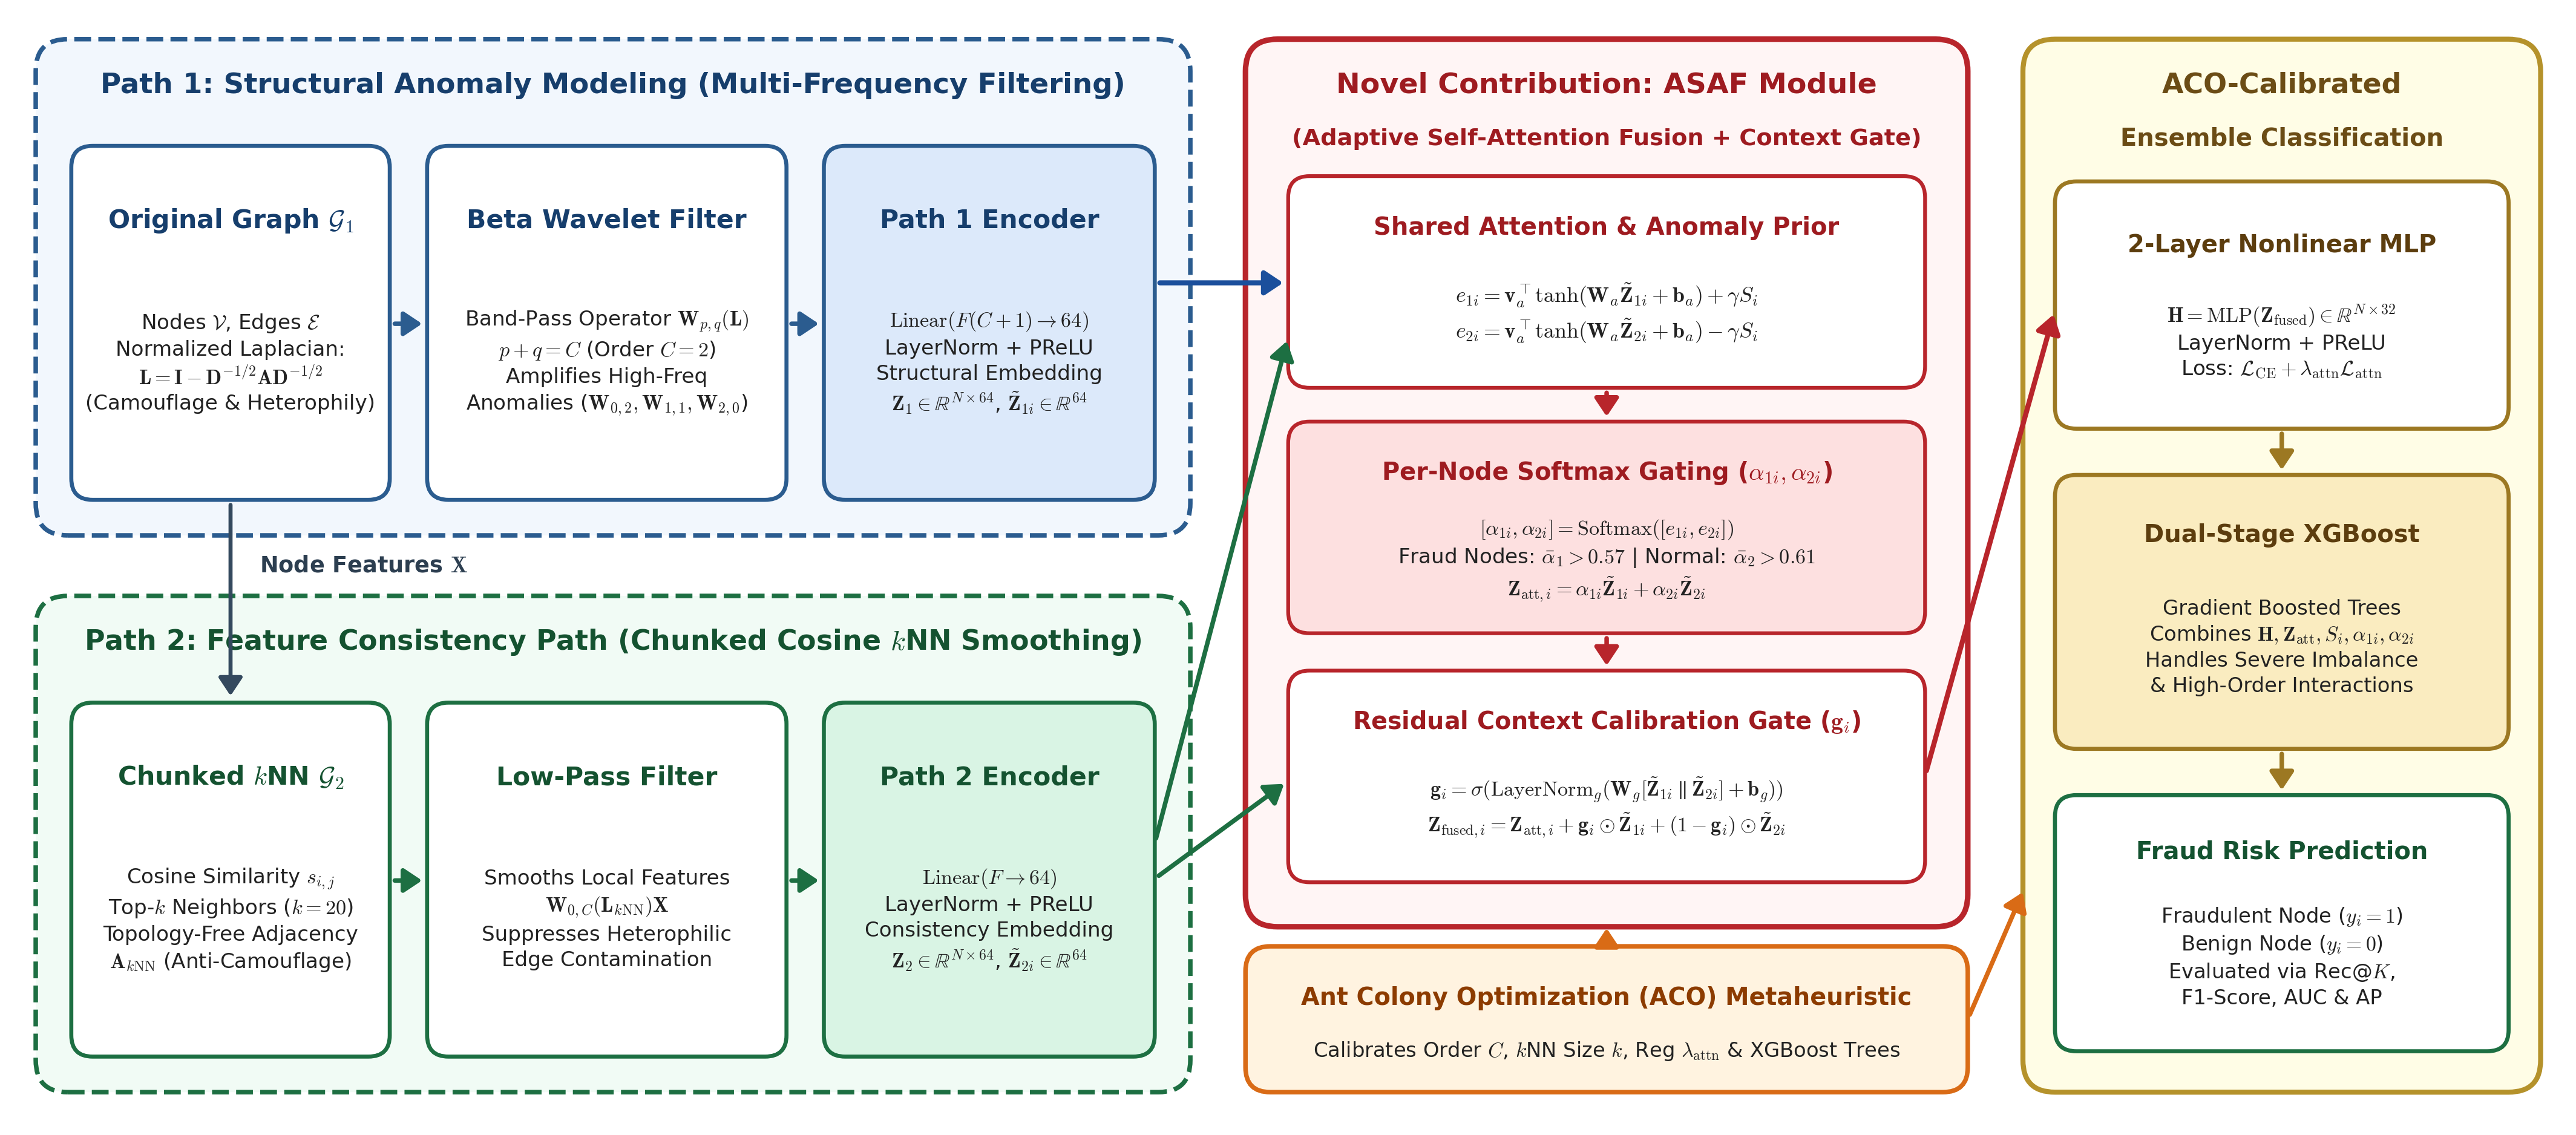 Path 1: Structural Anomaly Modeling (Multi-Frequency Filtering)
Original Graph 𝒢₁
Nodes 𝒱, Edges ℰ
Normalized Laplacian:
𝐋 = 𝐈 − 𝐃^{−1/2}𝐀𝐃^{−1/2}
(Camouflage & Heterophily)
Beta Wavelet Filter
Band-Pass Operator 𝐖_{p,q}(𝐋)
p + q = C (Order C = 2)
Amplifies High-Freq
Anomalies (𝐖_{0,2}, 𝐖_{1,1}, 𝐖_{2,0})
Path 1 Encoder
Linear(F(C + 1) → 64)
LayerNorm + PReLU
Structural Embedding
𝐙₁ ∈ ℝ^{N×64}, 𝐙̃_{1i} ∈ ℝ^{64}
Node Features 𝐗
Path 2: Feature Consistency Path (Chunked Cosine kNN Smoothing)
Chunked kNN 𝒢₂
Cosine Similarity s_{i,j}
Top-k Neighbors (k = 20)
Topology-Free Adjacency
𝐀_{kNN} (Anti-Camouflage)
Low-Pass Filter
Smooths Local Features
𝐖_{0,C}(𝐋_{kNN})𝐗
Suppresses Heterophilic
Edge Contamination
Path 2 Encoder
Linear(F → 64)
LayerNorm + PReLU
Consistency Embedding
𝐙₂ ∈ ℝ^{N×64}, 𝐙̃_{2i} ∈ ℝ^{64}
Novel Contribution: ASAF Module
(Adaptive Self-Attention Fusion + Context Gate)
Shared Attention & Anomaly Prior
e_{1i} = 𝐯_a^⊤ tanh(𝐖_a𝐙̃_{1i} + 𝐛_a) + γS_i
e_{2i} = 𝐯_a^⊤ tanh(𝐖_a𝐙̃_{2i} + 𝐛_a) − γS_i
Per-Node Softmax Gating (α_{1i}, α_{2i})
[α_{1i}, α_{2i}] = Softmax([e_{1i}, e_{2i}])
Fraud Nodes: ᾱ₁ > 0.57 | Normal: ᾱ₂ > 0.61
𝐙_{att,i} = α_{1i}𝐙̃_{1i} + α_{2i}𝐙̃_{2i}
Residual Context Calibration Gate (𝐠_i)
𝐠_i = σ(LayerNorm_g(𝐖_g[𝐙̃_{1i} ∥ 𝐙̃_{2i}] + 𝐛_g))
𝐙_{fused,i} = 𝐙_{att,i} + 𝐠_i ⊙ 𝐙̃_{1i} + (1 − 𝐠_i) ⊙ 𝐙̃_{2i}
Ant Colony Optimization (ACO) Metaheuristic
Calibrates Order C, kNN Size k, Reg λ_{attn} & XGBoost Trees
ACO-Calibrated
Ensemble Classification
2-Layer Nonlinear MLP
𝐇 = MLP(𝐙_{fused}) ∈ ℝ^{N×32}
LayerNorm + PReLU
Loss: ℒ_{CE} + λ_{attn}ℒ_{attn}
Dual-Stage XGBoost
Gradient Boosted Trees
Combines 𝐇, 𝐙_{att}, S_i, α_{1i}, α_{2i}
Handles Severe Imbalance
& High-Order Interactions
Fraud Risk Prediction
Fraudulent Node (y_i = 1)
Benign Node (y_i = 0)
Evaluated via Rec@K,
F1-Score, AUC & AP